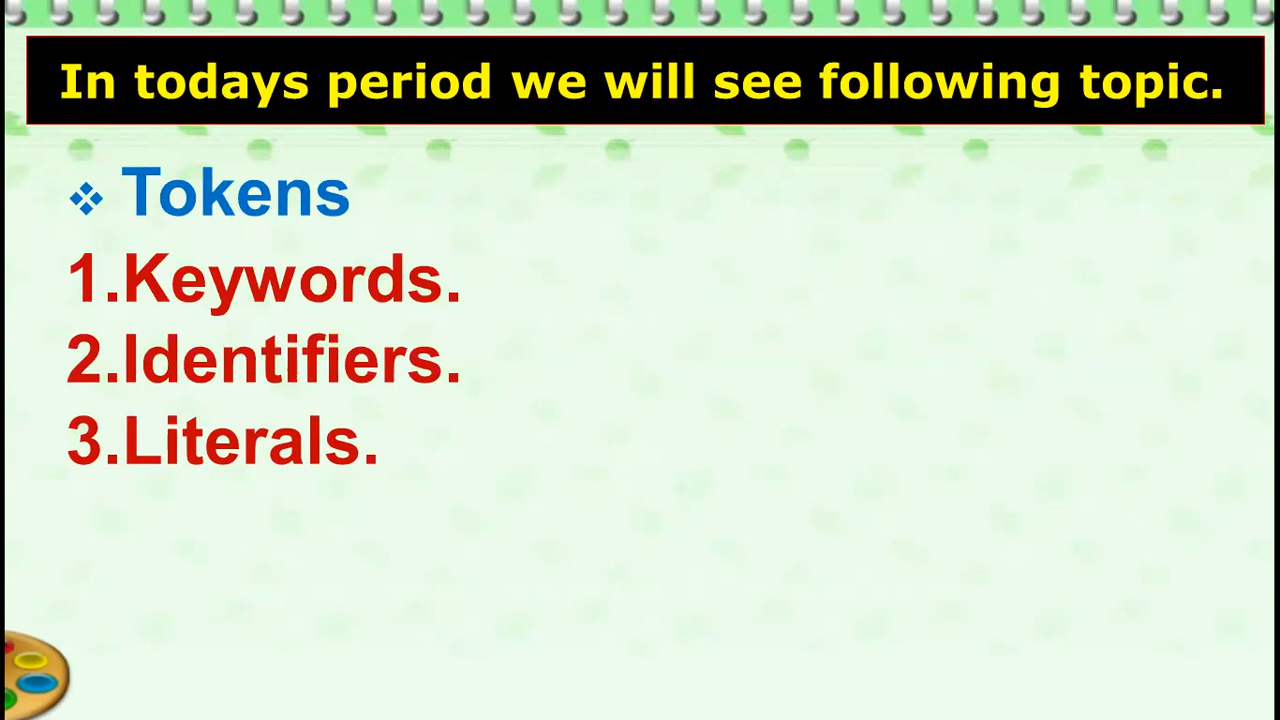 In todays period we will see following topic.
❖ Tokens
1.Keywords.
2.Identifiers.
3.Literals.